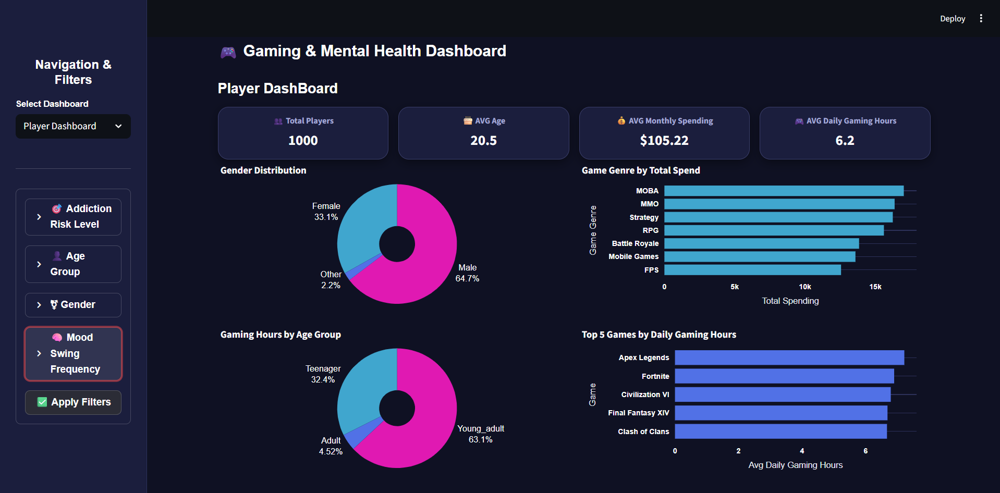 Deploy
Navigation &
Filters
Select Dashboard
Player Dashboard
Addiction
Risk Level
Age
Group
Gender
Mood
Swing
Frequency
Apply Filters
Gaming & Mental Health Dashboard
Player DashBoard
Total Players
1000
AVG Age
20.5
AVG Monthly Spending
$105.22
AVG Daily Gaming Hours
6.2
Gender Distribution
Female
33.1%
Other
2.2%
Male
64.7%
Game Genre by Total Spend
Game Genre
MOBA
MMO
Strategy
RPG
Battle Royale
Mobile Games
FPS
0 5k 10k 15k
Total Spending
Gaming Hours by Age Group
Teenager
32.4%
Adult
4.52%
Young_adult
63.1%
Top 5 Games by Daily Gaming Hours
Game
Apex Legends
Fortnite
Civilization VI
Final Fantasy XIV
Clash of Clans
0 2 4 6
Avg Daily Gaming Hours